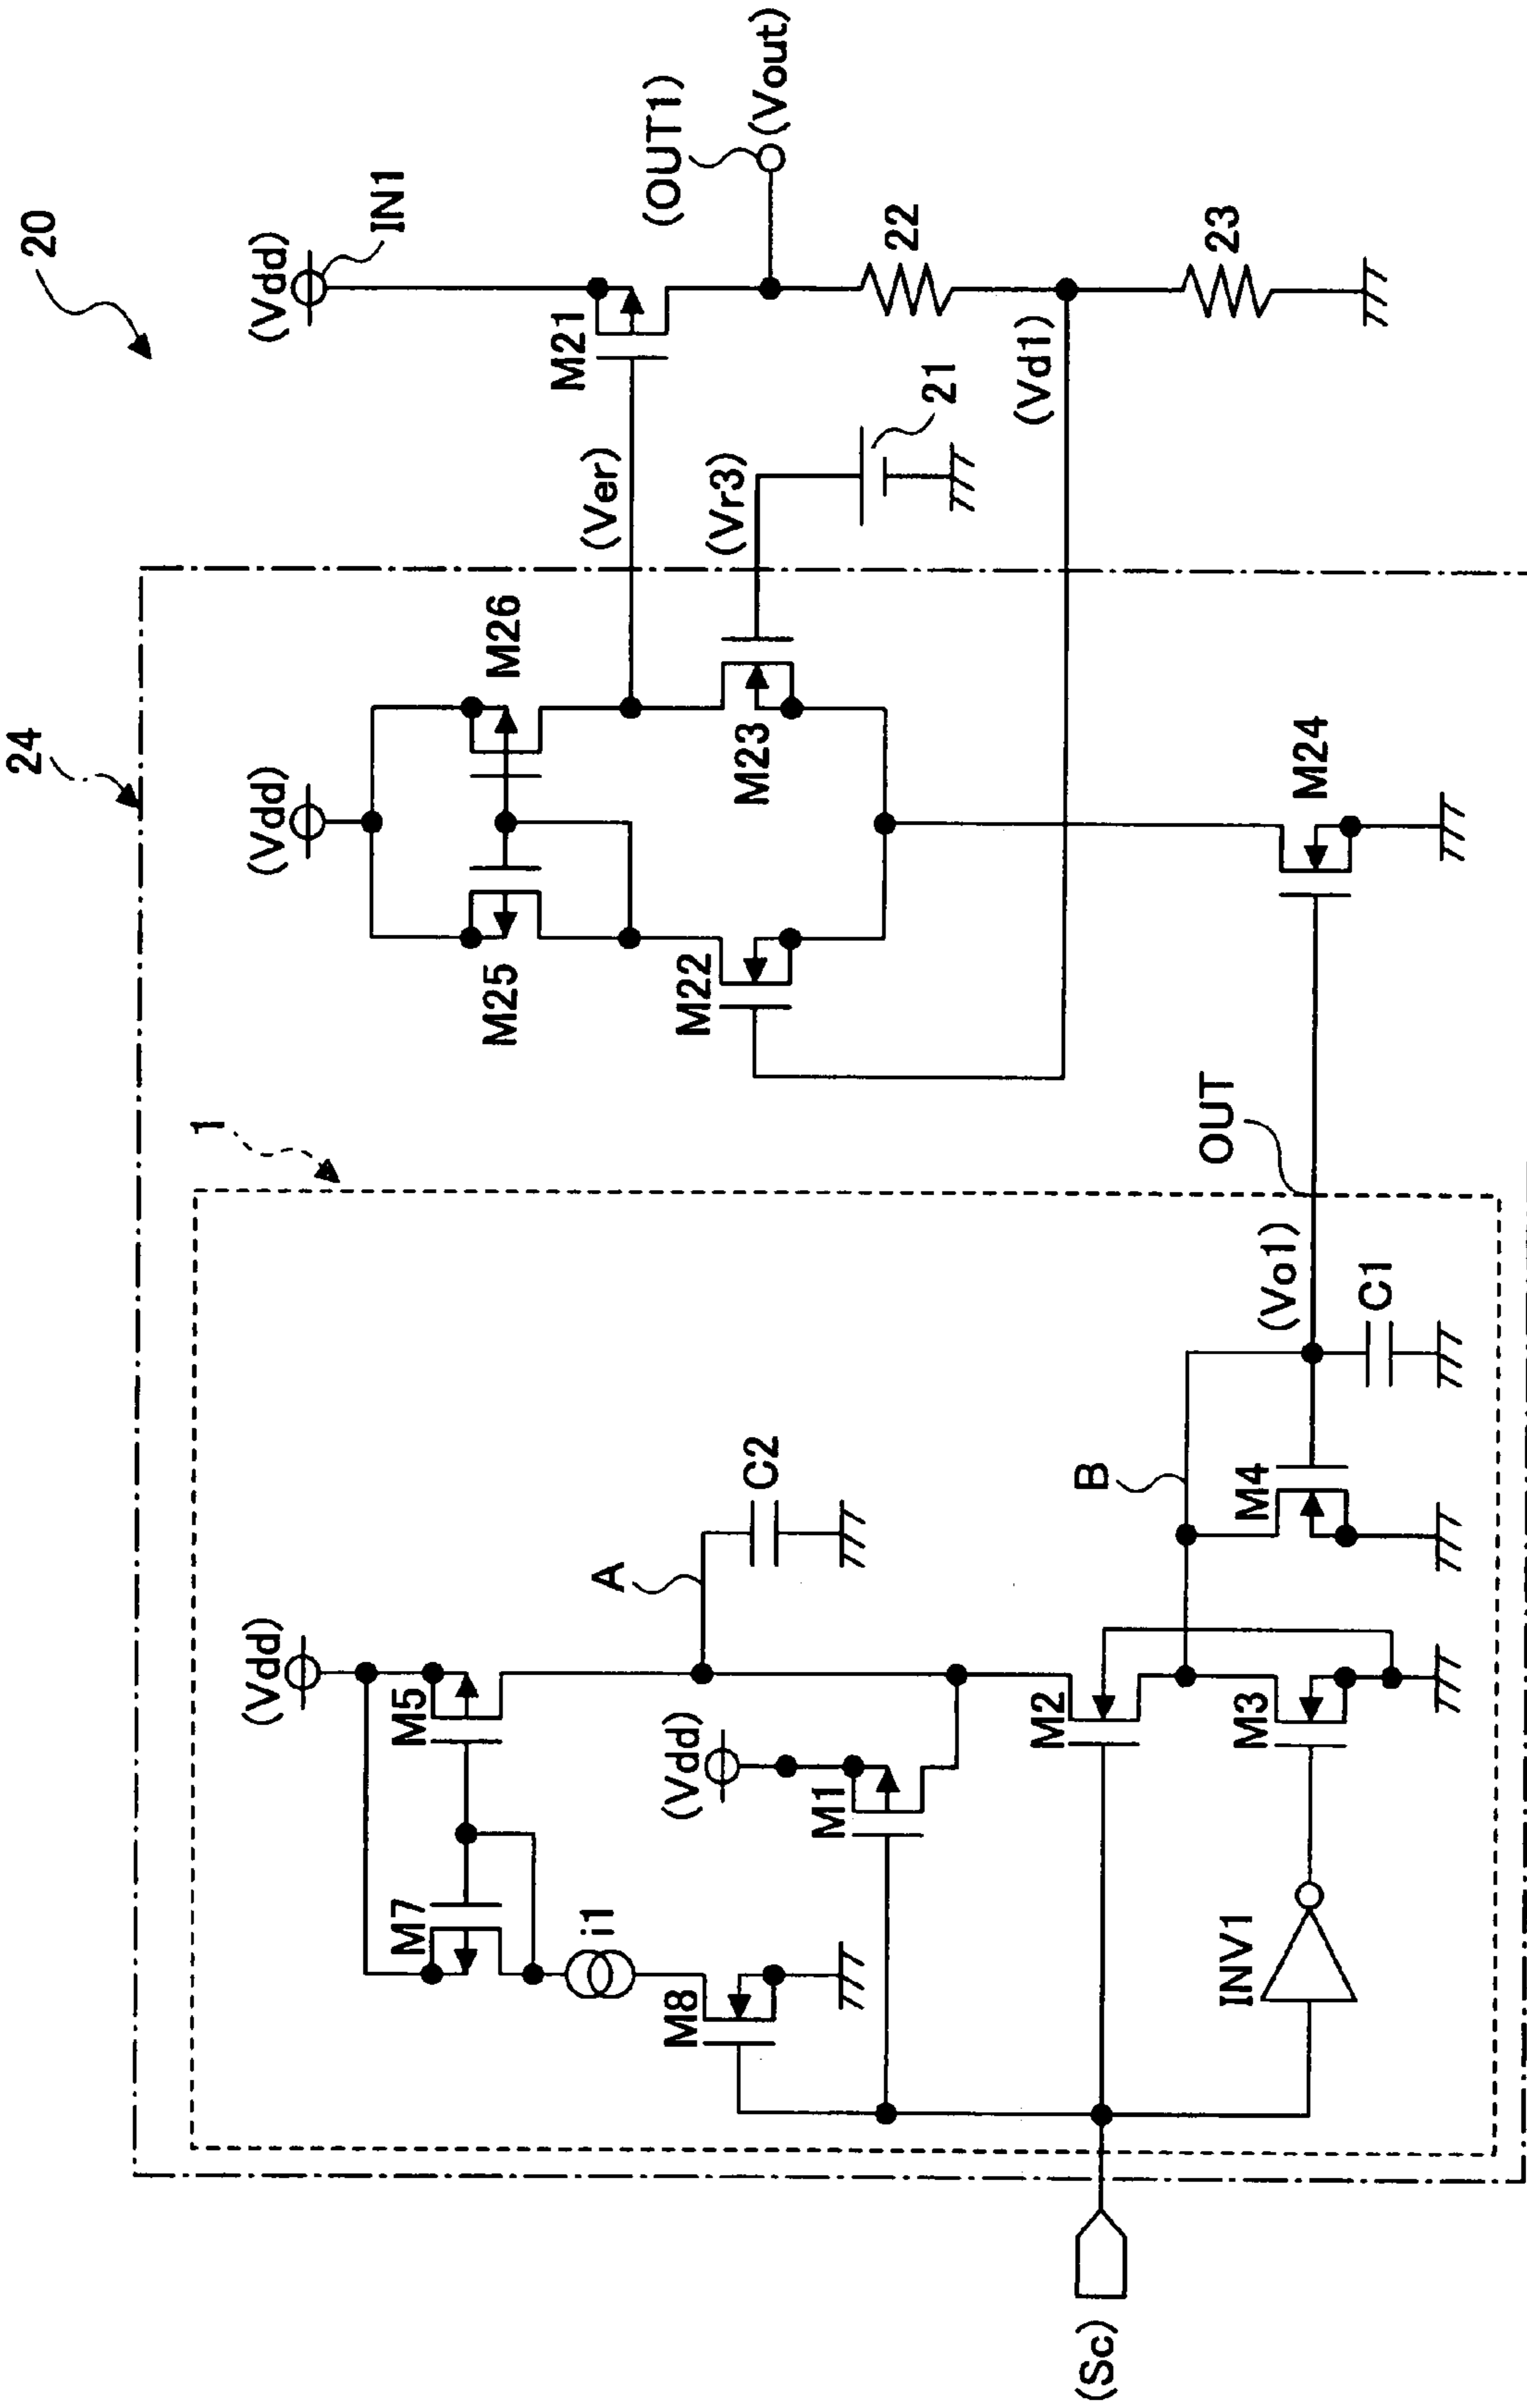 20
24
(Vdd)
IN1
(OUT1)
(Vout)
M21
22
23
(Ver)
(Vr3)
21
(Vd1)
(Vdd)
M25
M26
M22
M23
M24
1
OUT
(Vo1)
C1
(Vdd)
M7
M5
i1
M8
A
C2
(Vdd)
M1
M2
B
M4
M3
INV1
(Sc)